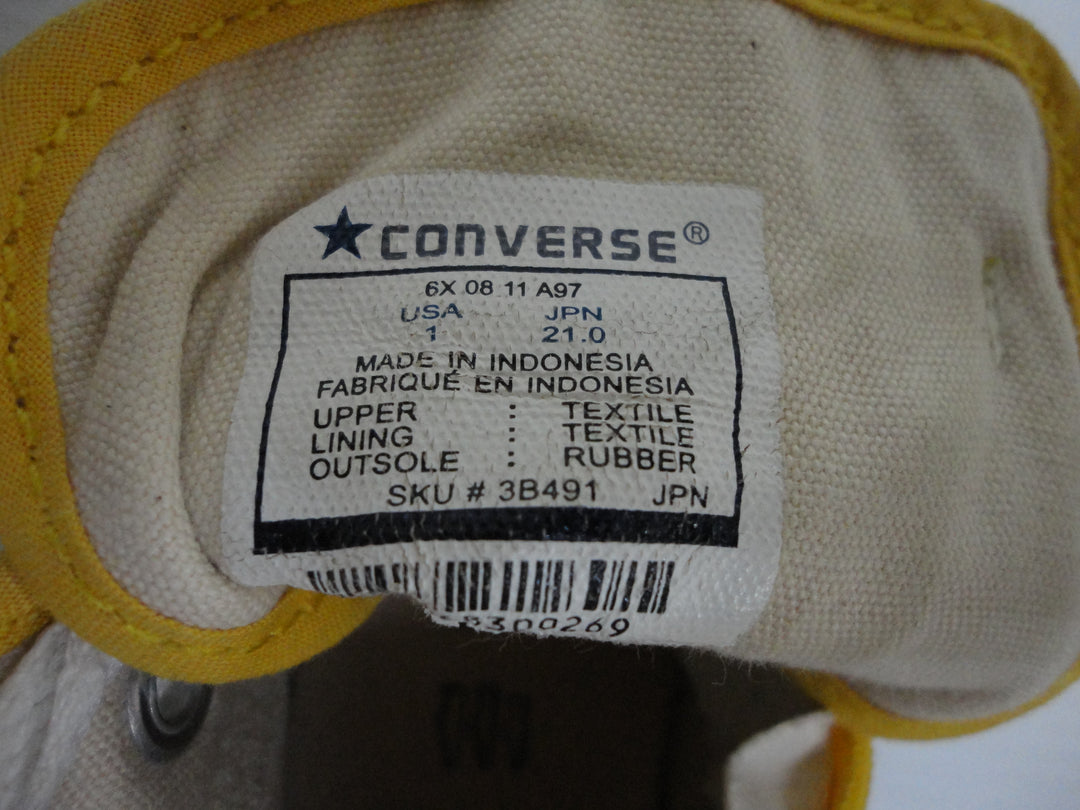 CONVERSE®
6X 08 11 A97
USA JPN
1 21.0
MADE IN INDONESIA
FABRIQUÉ EN INDONESIA
UPPER : TEXTILE
LINING : TEXTILE
OUTSOLE : RUBBER
SKU # 3B491 JPN
8300269